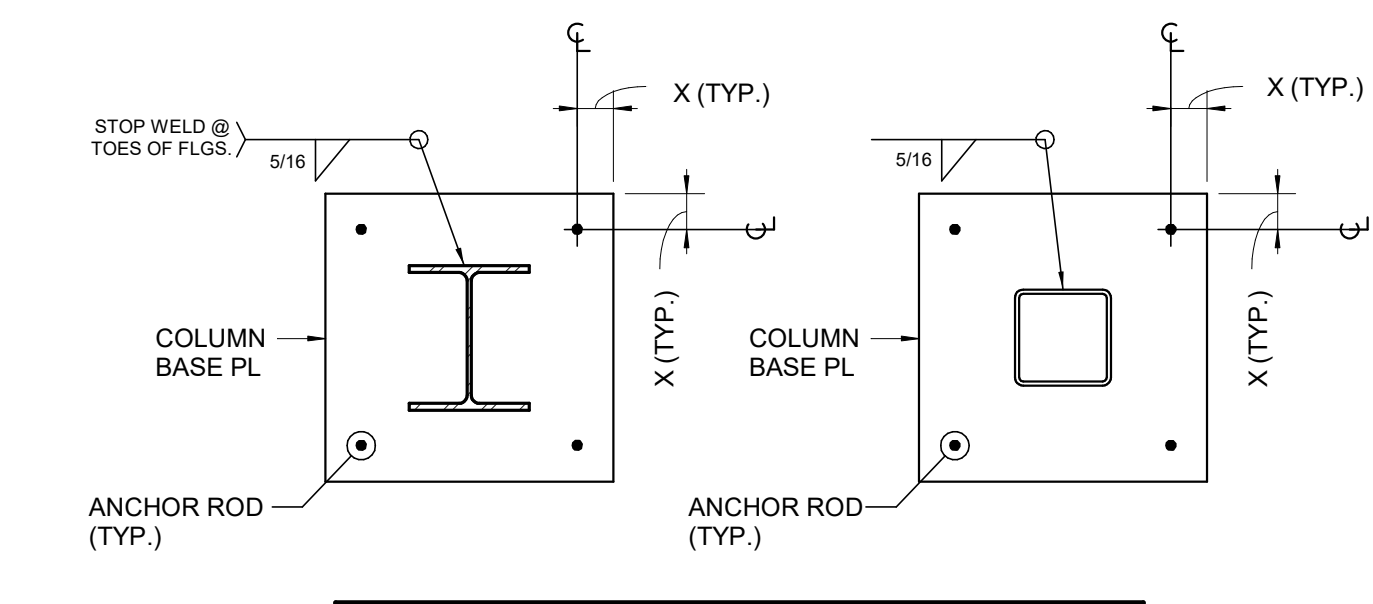 ℄
X (TYP.)
STOP WELD @
TOES OF FLGS.
5/16
℄
X (TYP.)
COLUMN
BASE PL
ANCHOR ROD
(TYP.)
℄
X (TYP.)
5/16
℄
X (TYP.)
COLUMN
BASE PL
ANCHOR ROD
(TYP.)